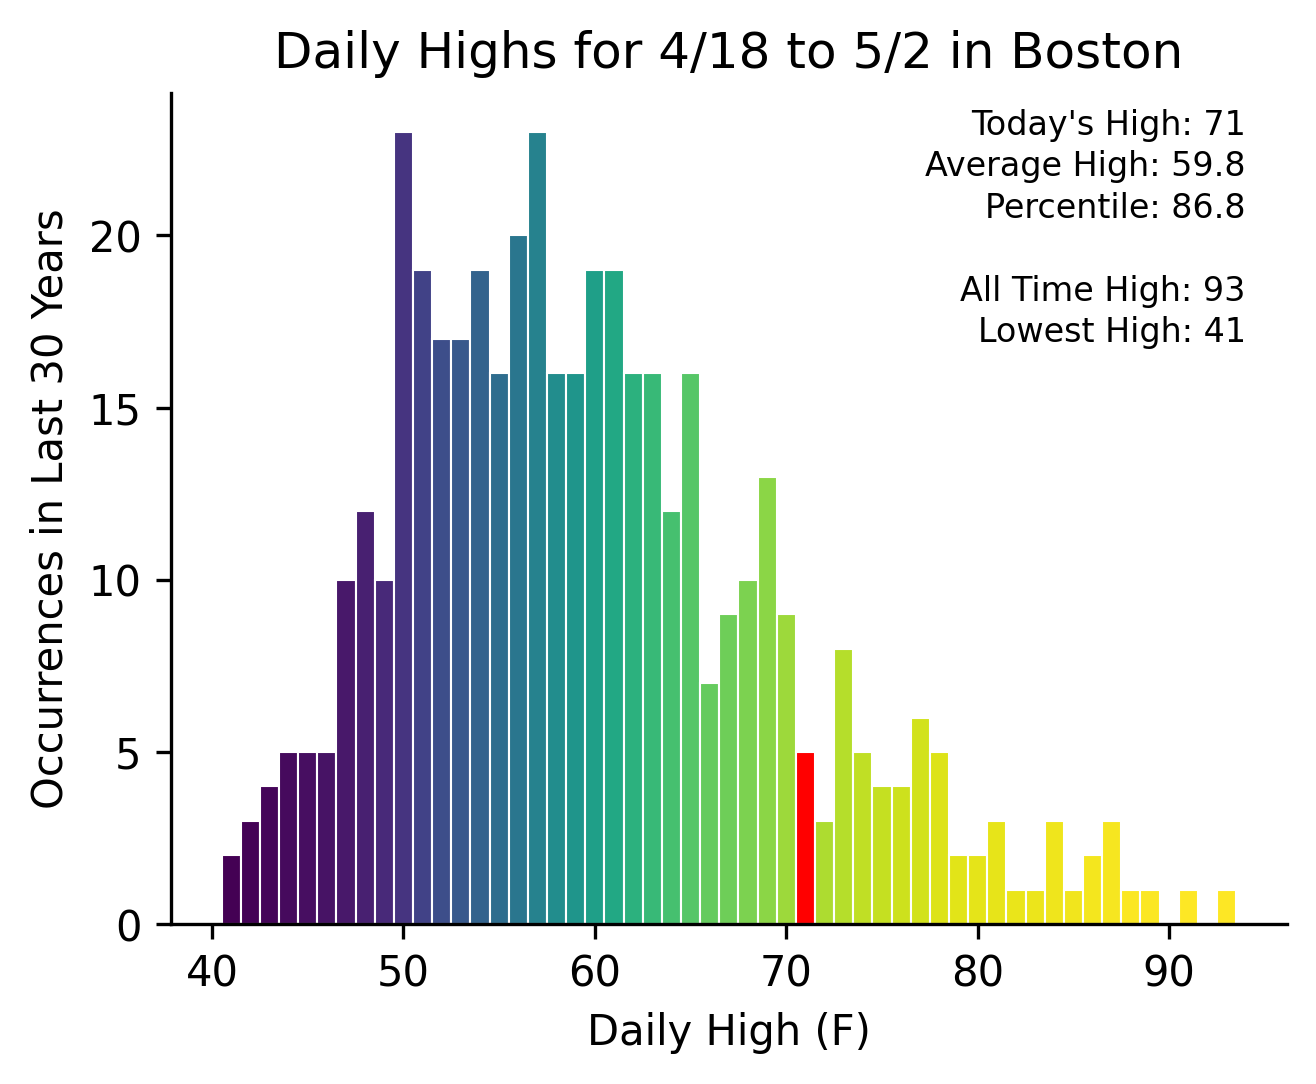 Daily Highs for 4/18 to 5/2 in Boston
Today's High: 71
Average High: 59.8
Percentile: 86.8
All Time High: 93
Lowest High: 41
Occurrences in Last 30 Years
20
15
10
5
0
40 50 60 70 80 90
Daily High (F)